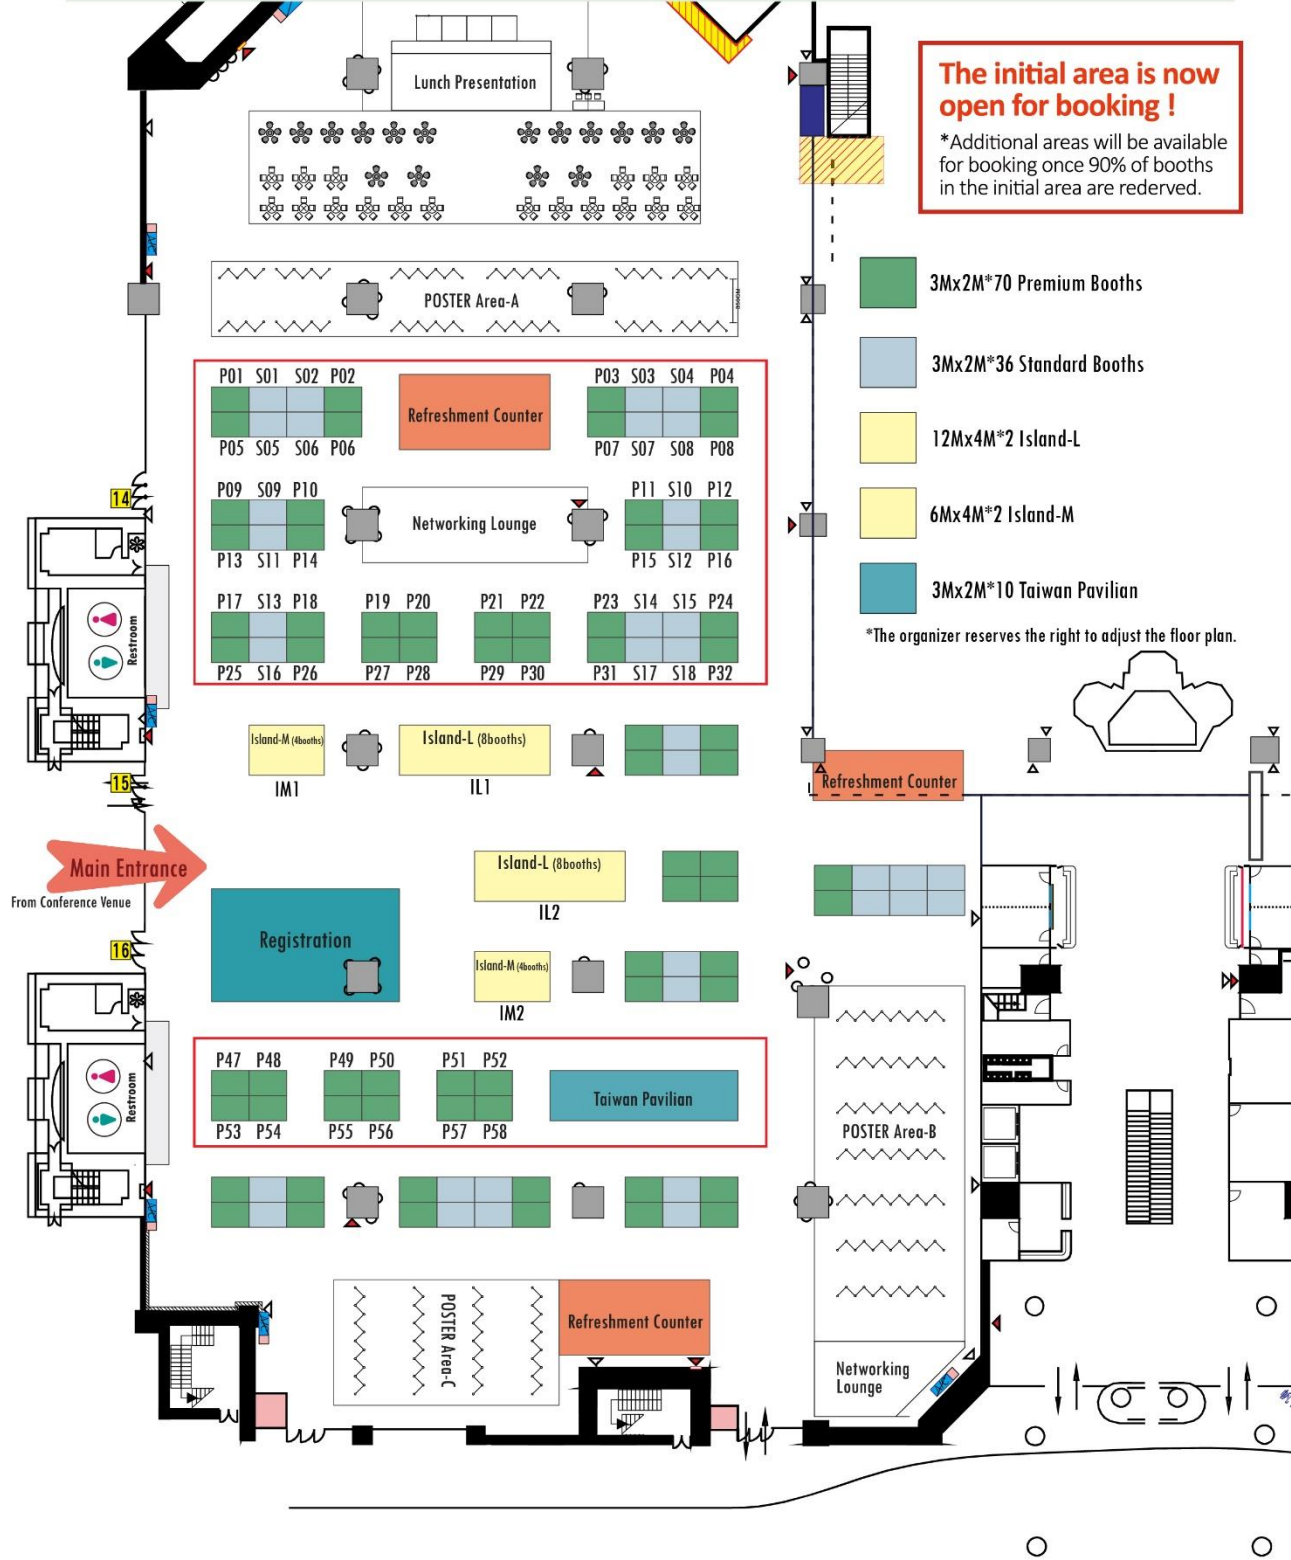 Lunch Presentation
The initial area is now
open for booking !
*Additional areas will be available
for booking once 90% of booths
in the initial area are rederved.
POSTER Area-A
3Mx2M*70 Premium Booths
3Mx2M*36 Standard Booths
12Mx4M*2 Island-L
6Mx4M*2 Island-M
3Mx2M*10 Taiwan Pavilian
*The organizer reserves the right to adjust the floor plan.
P01 S01 S02 P02
P03 S03 S04 P04
Refreshment Counter
P05 S05 S06 P06
P07 S07 S08 P08
P09 S09 P10
P11 S10 P12
14
Networking Lounge
P13 S11 P14
P15 S12 P16
P17 S13 P18
P19 P20
P21 P22
P23 S14 S15 P24
Restroom
P25 S16 P26
P27 P28
P29 P30
P31 S17 S18 P32
Island-M (4booths)
IM1
Island-L (8booths)
IL1
15
Refreshment Counter
Main Entrance
From Conference Venue
Island-L (8booths)
IL2
16
Registration
Island-M (4booths)
IM2
P47 P48
P49 P50
P51 P52
Restroom
Taiwan Pavilian
P53 P54
P55 P56
P57 P58
POSTER Area-B
POSTER Area-C
Refreshment Counter
Networking
Lounge